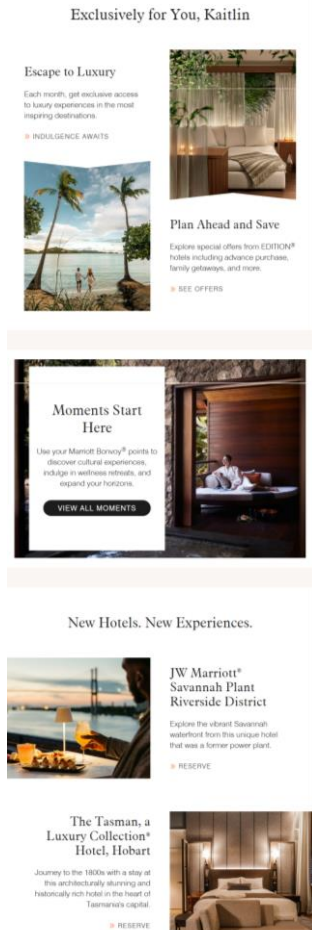 Exclusively for You, Kaitlin
Escape to Luxury
Each month, get exclusive access
to luxury experiences in the most
inspiring destinations.
» INDULGENCE AWAITS
Plan Ahead and Save
Explore special offers from EDITION®
hotels including advance purchase,
family getaways, and more.
» SEE OFFERS
Moments Start
Here
Use your Marriott Bonvoy® points to
discover cultural experiences,
indulge in wellness retreats, and
expand your horizons.
VIEW ALL MOMENTS
New Hotels. New Experiences.
JW Marriott®
Savannah Plant
Riverside District
Explore the vibrant Savannah
waterfront from this unique hotel
that was a former power plant.
» RESERVE
The Tasman, a
Luxury Collection®
Hotel, Hobart
Journey to the 1800s with a stay at
this architecturally stunning and
historically rich hotel in the heart of
Tasmania's capital.
» RESERVE